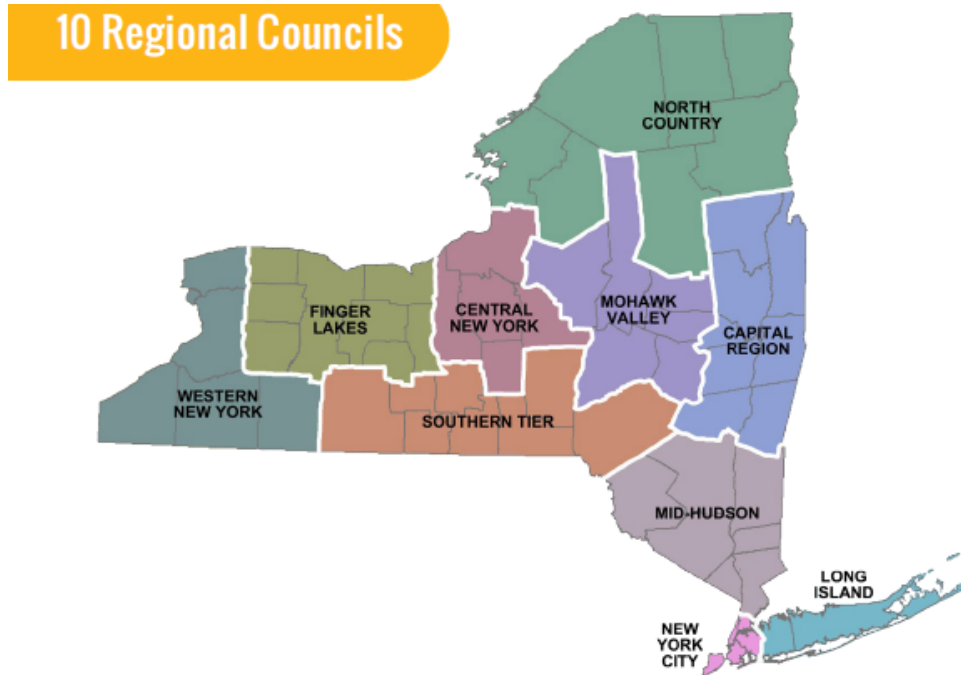 10 Regional Councils
NORTH
COUNTRY
FINGER
LAKES
CENTRAL
NEW YORK
MOHAWK
VALLEY
CAPITAL
REGION
WESTERN
NEW YORK
SOUTHERN TIER
MID-HUDSON
LONG
ISLAND
NEW
YORK
CITY